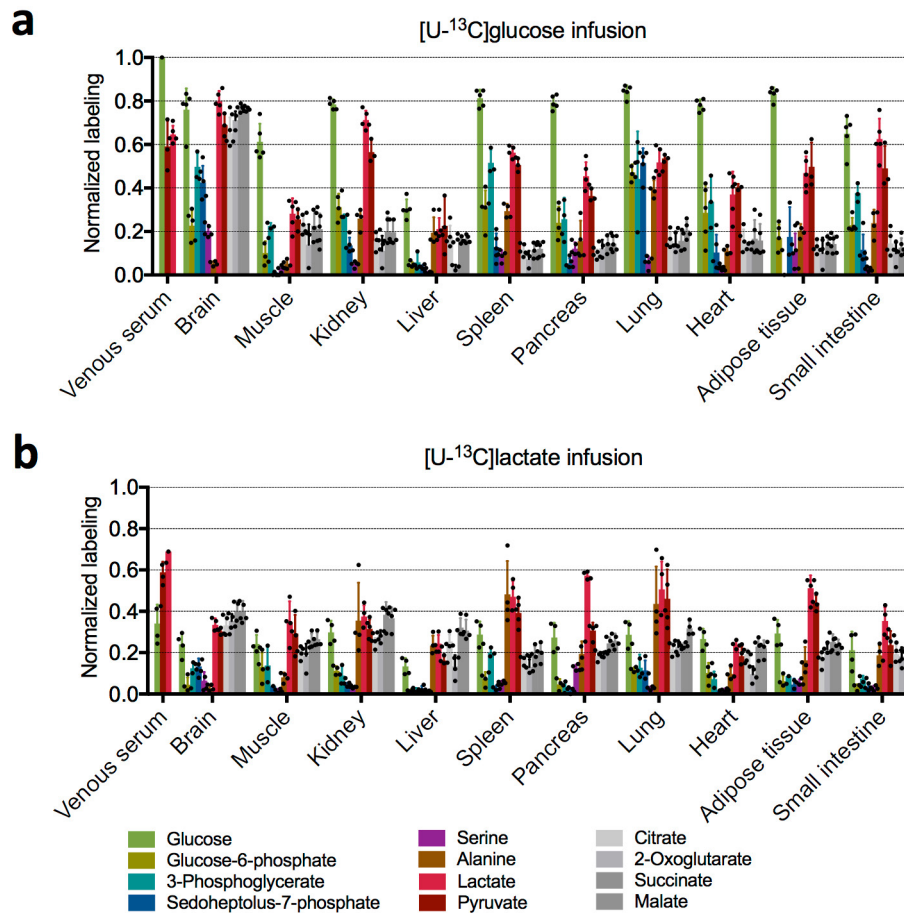 a
[U-¹³C]glucose infusion
Normalized labeling
1.0
0.8
0.6
0.4
0.2
0.0
Venous serum
Brain
Muscle
Kidney
Liver
Spleen
Pancreas
Lung
Heart
Adipose tissue
Small intestine
b
[U-¹³C]lactate infusion
Normalized labeling
1.0
0.8
0.6
0.4
0.2
0.0
Venous serum
Brain
Muscle
Kidney
Liver
Spleen
Pancreas
Lung
Heart
Adipose tissue
Small intestine
Glucose
Glucose-6-phosphate
3-Phosphoglycerate
Sedoheptolus-7-phosphate
Serine
Alanine
Lactate
Pyruvate
Citrate
2-Oxoglutarate
Succinate
Malate